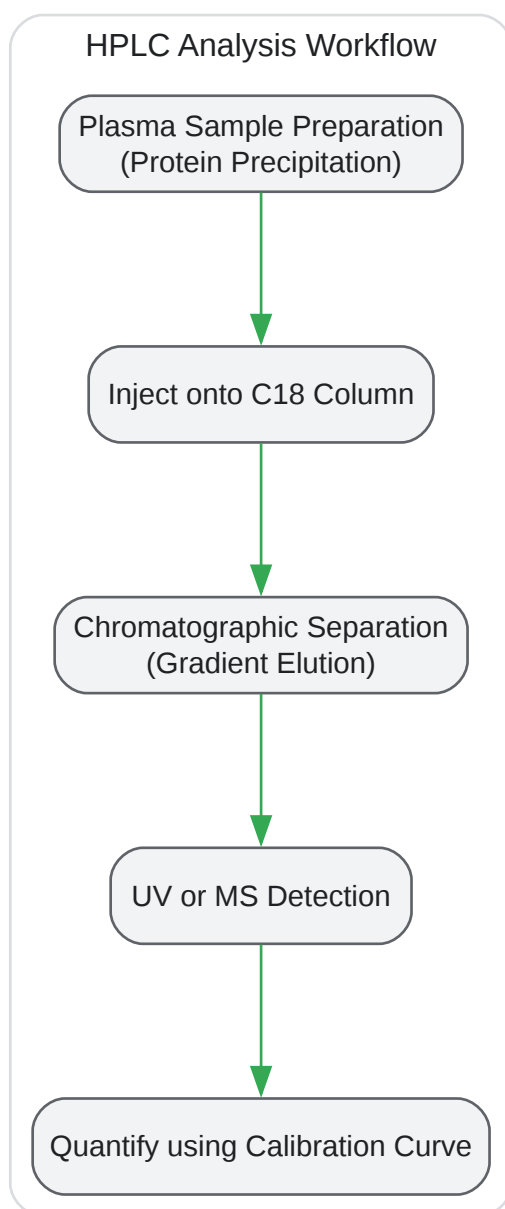 HPLC Analysis Workflow
Plasma Sample Preparation
(Protein Precipitation)
Inject onto C18 Column
Chromatographic Separation
(Gradient Elution)
UV or MS Detection
Quantify using Calibration Curve